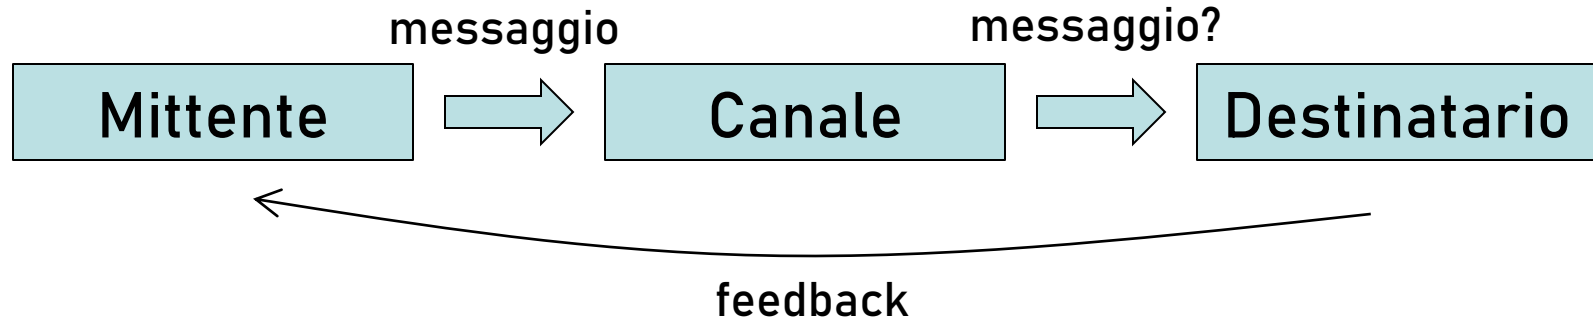 messaggio
messaggio?
Mittente
Canale
Destinatario
feedback